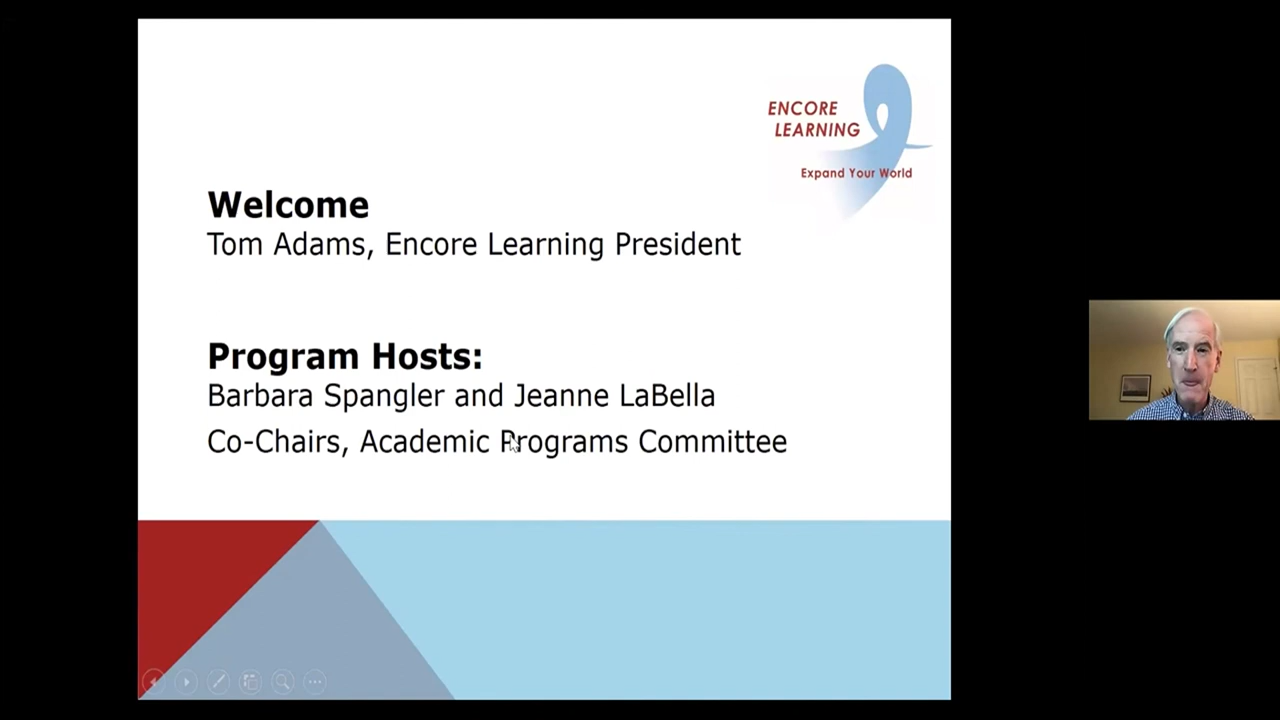 ENCORE
LEARNING
Expand Your World
Welcome
Tom Adams, Encore Learning President
Program Hosts:
Barbara Spangler and Jeanne LaBella
Co-Chairs, Academic Programs Committee